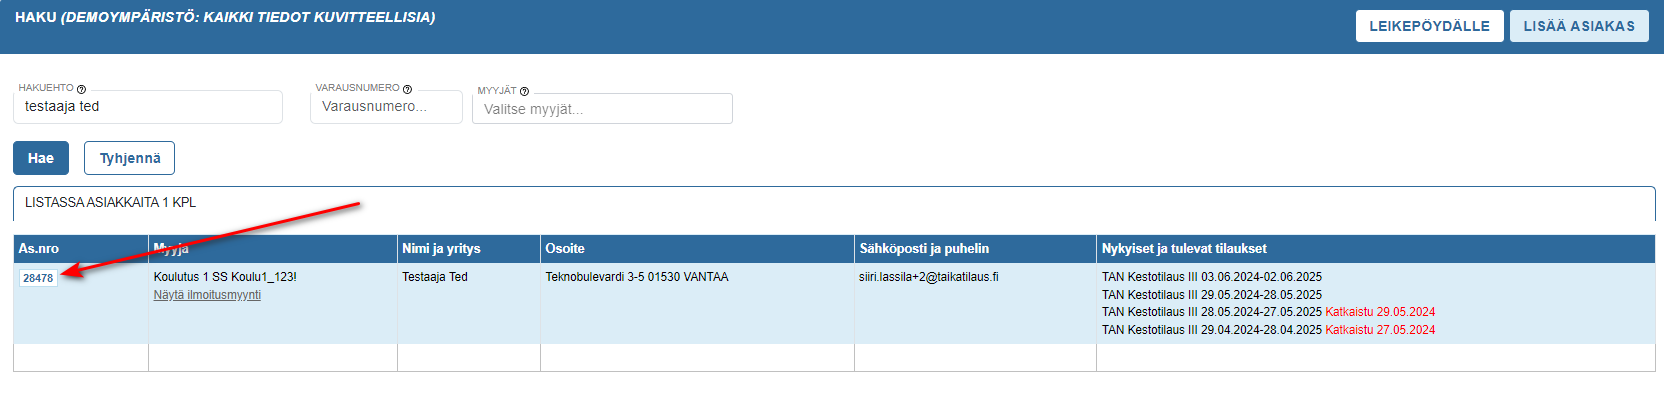 HAKU (DEMOYMPÄRISTÖ: KAIKKI TIEDOT KUVITTEELLISIA)
LEIKEPÖYDÄLLE LISÄÄ ASIAKAS
HAKUEHTO VARAUSNUMERO MYYJÄT
testaaja ted Varausnumero... Valitse myyjät...
Hae Tyhjennä
LISTASSA ASIAKKAITA 1 KPL
As.nro Myyjä Nimi ja yritys Osoite Sähköposti ja puhelin Nykyiset ja tulevat tilaukset
28478 Koulutus 1 SS Koulu1_123! Testaaja Ted Teknobulevardi 3-5 01530 VANTAA siiri.lassila+2@taikatilaus.fi TAN Kestotilaus III 03.06.2024-02.06.2025
Näytä ilmoitusmyynti TAN Kestotilaus III 29.05.2024-28.05.2025
TAN Kestotilaus III 28.05.2024-27.05.2025 Katkaistu 29.05.2024
TAN Kestotilaus III 29.04.2024-28.04.2025 Katkaistu 27.05.2024